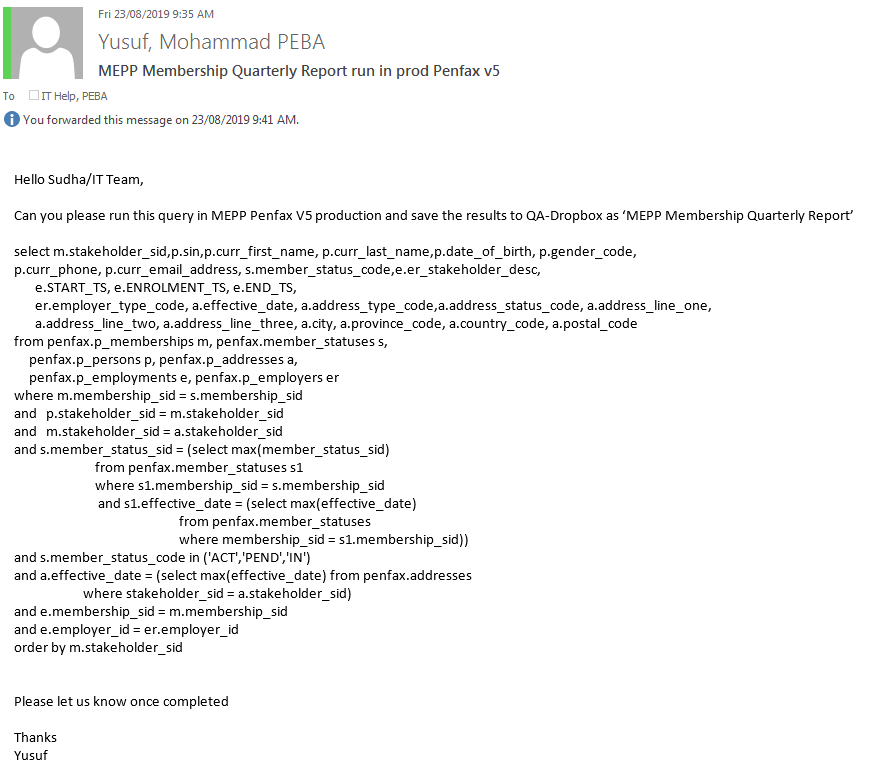 Fri 23/08/2019 9:35 AM
Yusuf, Mohammad PEBA
MEPP Membership Quarterly Report run in prod Penfax v5
To IT Help, PEBA
You forwarded this message on 23/08/2019 9:41 AM.
Hello Sudha/IT Team,
Can you please run this query in MEPP Penfax V5 production and save the results to QA-Dropbox as ‘MEPP Membership Quarterly Report’
select m.stakeholder_sid,p.sin,p.curr_first_name, p.curr_last_name,p.date_of_birth, p.gender_code,
p.curr_phone, p.curr_email_address, s.member_status_code,e.er_stakeholder_desc,
e.START_TS, e.ENROLMENT_TS, e.END_TS,
er.employer_type_code, a.effective_date, a.address_type_code,a.address_status_code, a.address_line_one,
a.address_line_two, a.address_line_three, a.city, a.province_code, a.country_code, a.postal_code
from penfax.p_memberships m, penfax.member_statuses s,
penfax.p_persons p, penfax.p_addresses a,
penfax.p_employments e, penfax.p_employers er
where m.membership_sid = s.membership_sid
and p.stakeholder_sid = m.stakeholder_sid
and m.stakeholder_sid = a.stakeholder_sid
and s.member_status_sid = (select max(member_status_sid)
from penfax.member_statuses s1
where s1.membership_sid = s.membership_sid
and s1.effective_date = (select max(effective_date)
from penfax.member_statuses
where membership_sid = s1.membership_sid))
and s.member_status_code in ('ACT','PEND','IN')
and a.effective_date = (select max(effective_date) from penfax.addresses
where stakeholder_sid = a.stakeholder_sid)
and e.membership_sid = m.membership_sid
and e.employer_id = er.employer_id
order by m.stakeholder_sid
Please let us know once completed
Thanks
Yusuf